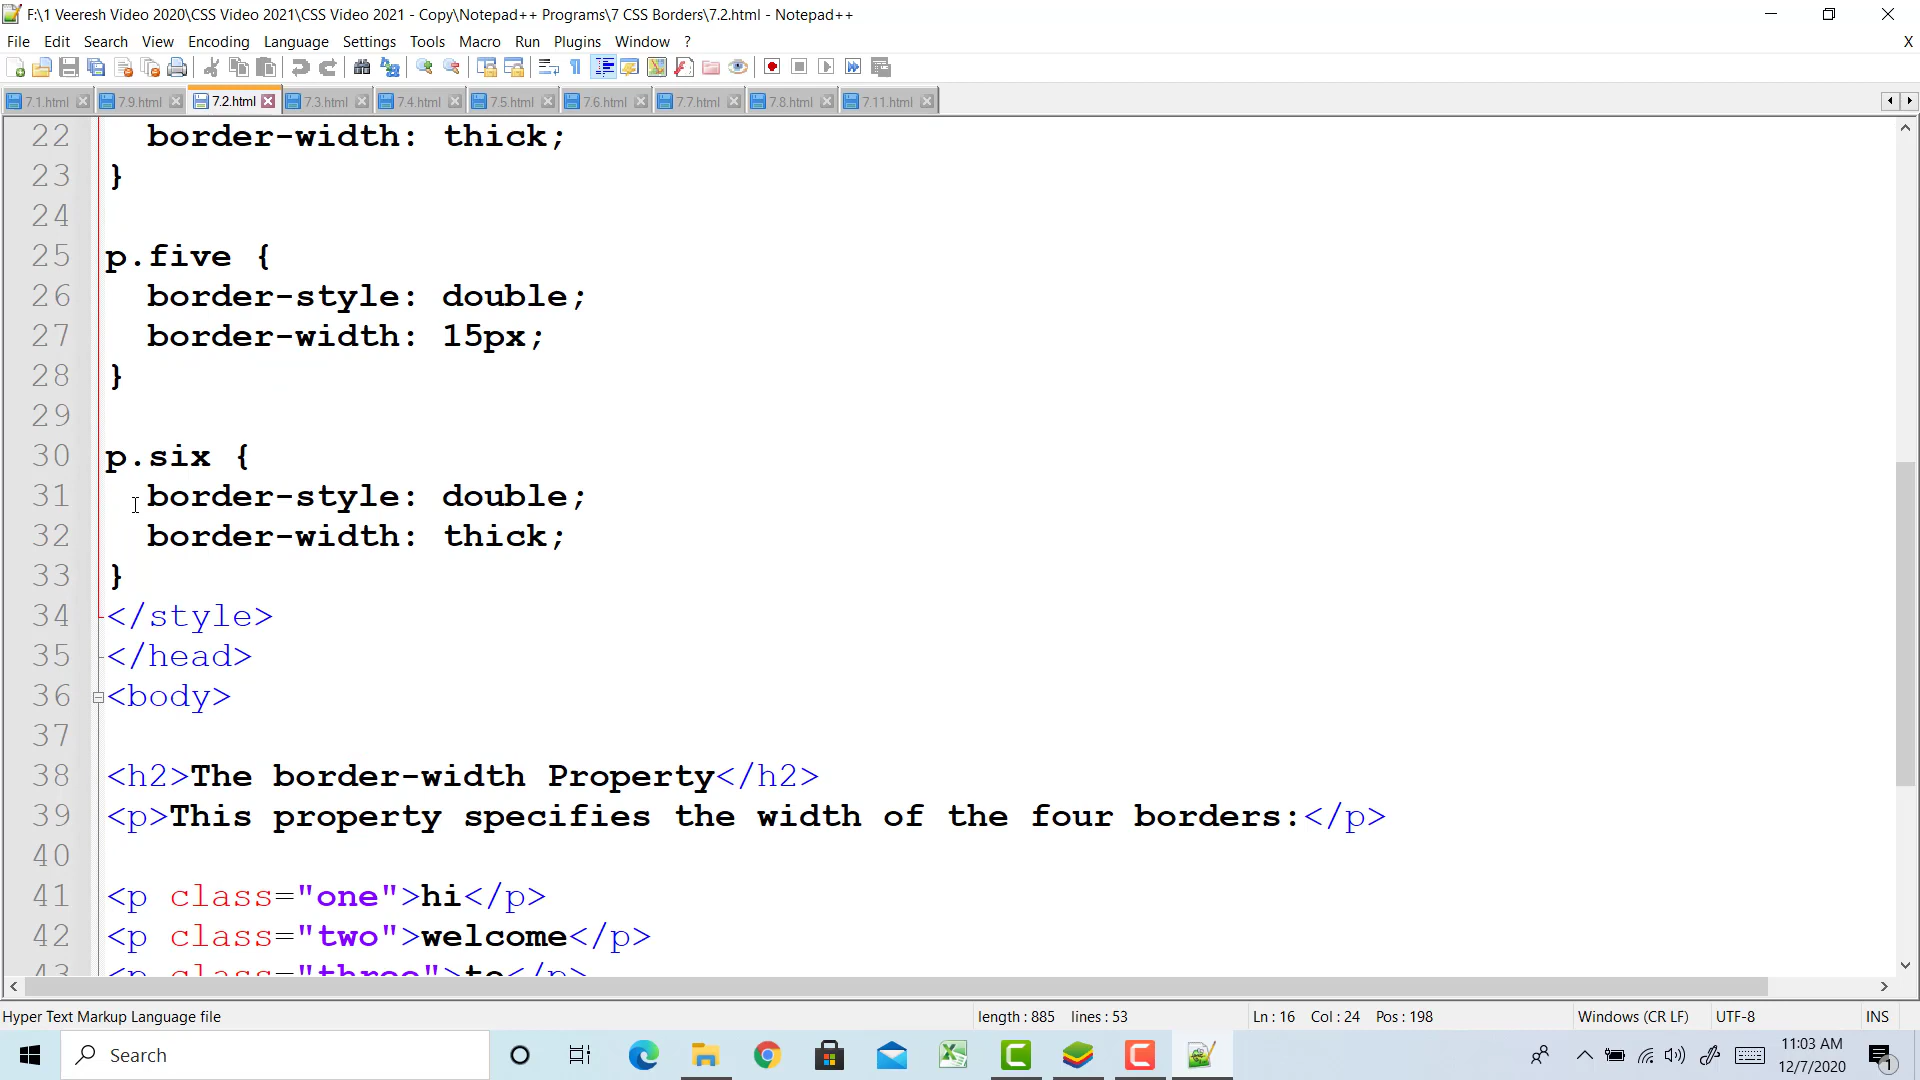 F:\1 Veeresh Video 2020\CSS Video 2021\CSS Video 2021 - Copy\Notepad++ Programs\7 CSS Borders\7.2.html - Notepad++
File Edit Search View Encoding Language Settings Tools Macro Run Plugins Window ? X
7.1.html 7.9.html 7.2.html 7.3.html 7.4.html 7.5.html 7.6.html 7.7.html 7.8.html 7.11.html
22 border-width: thick;
23 }
24
25 p.five {
26 border-style: double;
27 border-width: 15px;
28 }
29
30 p.six {
31 border-style: double;
32 border-width: thick;
33 }
34 </style>
35 </head>
36 <body>
37
38 <h2>The border-width Property</h2>
39 <p>This property specifies the width of the four borders:</p>
40
41 <p class="one">hi</p>
42 <p class="two">welcome</p>
43 <p class="three">to</p>
Hyper Text Markup Language file length : 885 lines : 53 Ln : 16 Col : 24 Pos : 198 Windows (CR LF) UTF-8 INS
Search
11:03 AM
12/7/2020
1